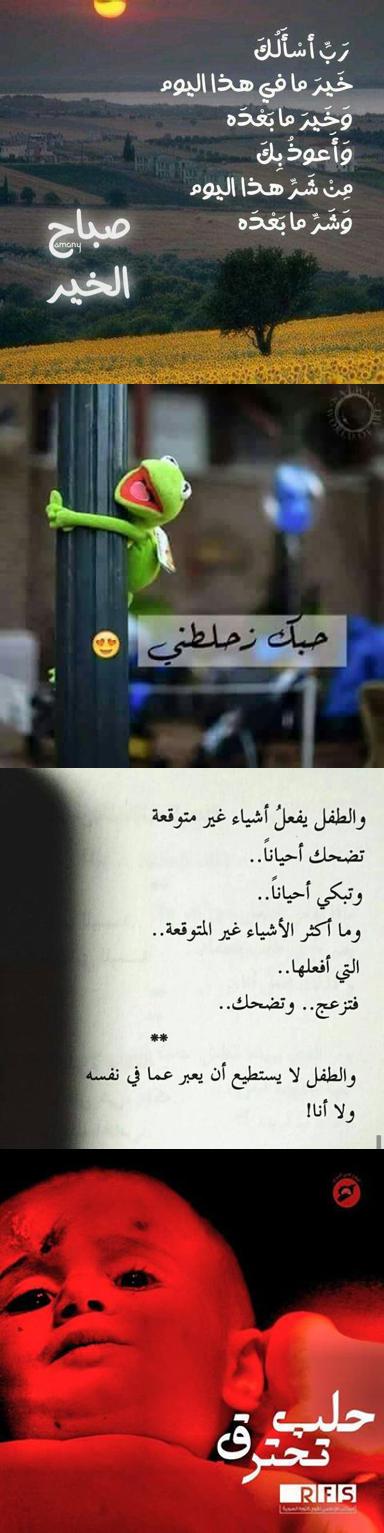 رَبِّ أَسْأَلُكَ
خَيرَ ما في هذا اليوم
وَخَيرَ ما بَعْدَه
وَأَعوذُ بِكَ
مِنْ شَرِّ هذا اليوم
وَشَرِّ ما بَعْدَه
صباح
amany
الخير
حبك زحلطني
والطفل يفعلُ أشياء غير متوقعة
تضحك أحياناً..
وتبكي أحياناً..
وما أكثر الأشياء غير المتوقعة..
التي أفعلها..
فتزعج.. وتضحك..
**
والطفل لا يستطيع أن يعبر عما في نفسه
ولا أنا!
حلب
تحترق
RFS